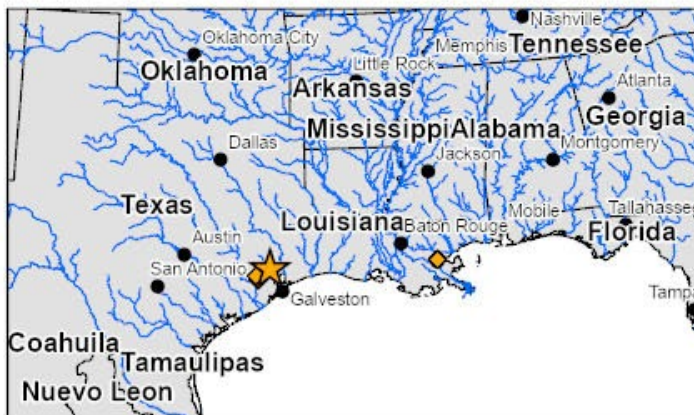 Nashville
Oklahoma City
Memphis
Tennessee
Oklahoma
Little Rock
Arkansas
Atlanta
Georgia
Mississippi
Alabama
Dallas
Jackson
Montgomery
Texas
Louisiana
Baton Rouge
Mobile
Tallahasse
Florida
Austin
San Antonio
Galveston
Tampa
Coahuila
Tamaulipas
Nuevo Leon